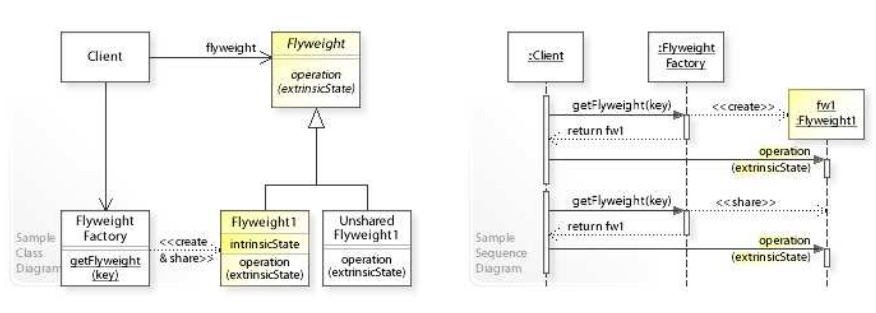 Client
flyweight
Flyweight
operation
(extrinsicState)
Flyweight
Factory
getFlyweight
(key)
<<create
& share>>
Flyweight1
intrinsicState
operation
(extrinsicState)
Unshared
Flyweight1
operation
(extrinsicState)
Sample
Class
Diagram
:Client
:Flyweight
Factory
fw1
:Flyweight1
getFlyweight(key)
<<create>>
return fw1
operation
(extrinsicState)
getFlyweight(key)
<<share>>
return fw1
operation
(extrinsicState)
Sample
Sequence
Diagram